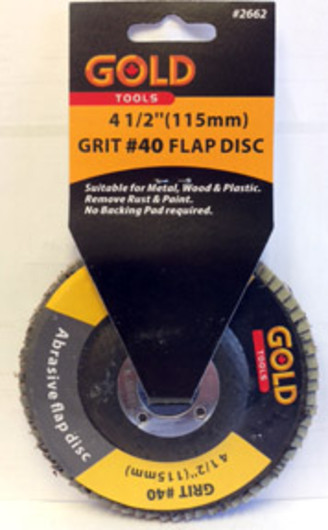 #2662
GOLD
TOOLS
4 1/2"(115mm)
GRIT #40 FLAP DISC
Suitable for Metal, Wood & Plastic.
Remove Rust & Paint.
No Backing Pad required.
GOLD
TOOLS
Abrasive flap disc
4 1/2"(115mm)
GRIT #40